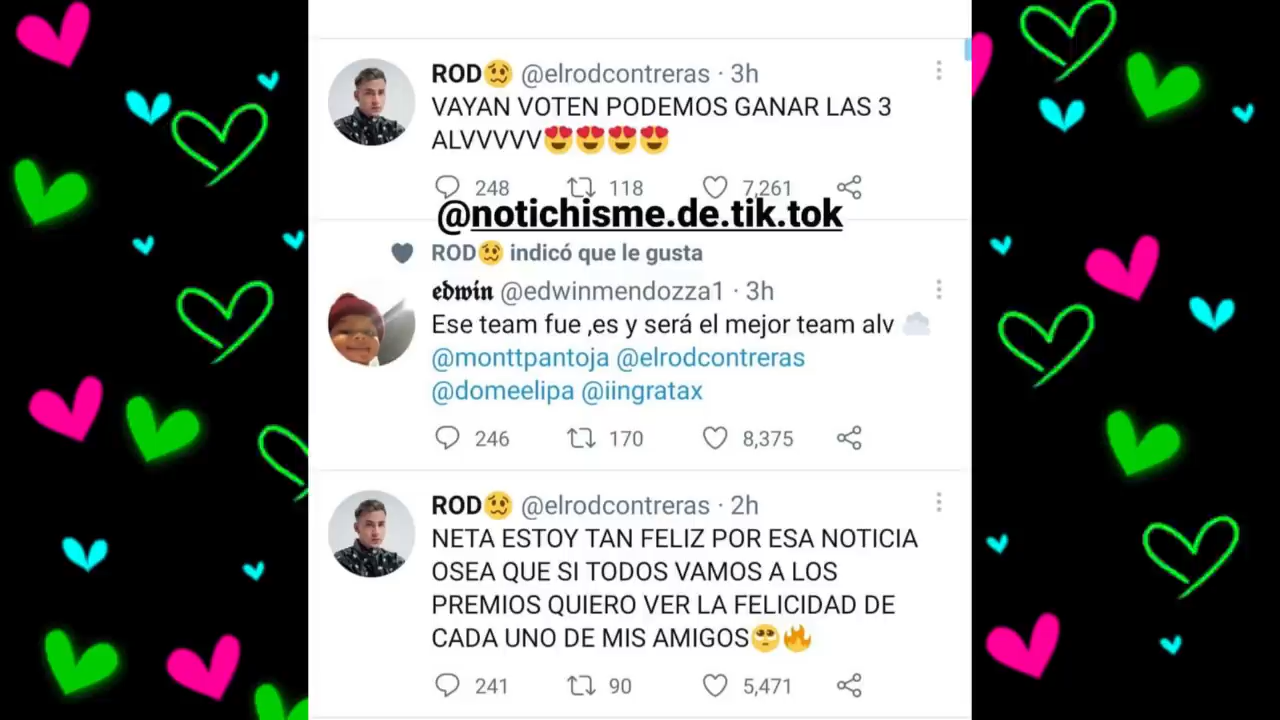 ROD🥴 @elrodcontreras · 3h
VAYAN VOTEN PODEMOS GANAR LAS 3
ALVVVVV😍😍😍😍
248 118 7,261
@notichisme.de.tik.tok
ROD🥴 indicó que le gusta
edwin @edwinmendozza1 · 3h
Ese team fue ,es y será el mejor team alv ☁️
@monttpantoja @elrodcontreras
@domeelipa @iingratax
246 170 8,375
ROD🥴 @elrodcontreras · 2h
NETA ESTOY TAN FELIZ POR ESA NOTICIA
OSEA QUE SI TODOS VAMOS A LOS
PREMIOS QUIERO VER LA FELICIDAD DE
CADA UNO DE MIS AMIGOS🥺🔥
241 90 5,471